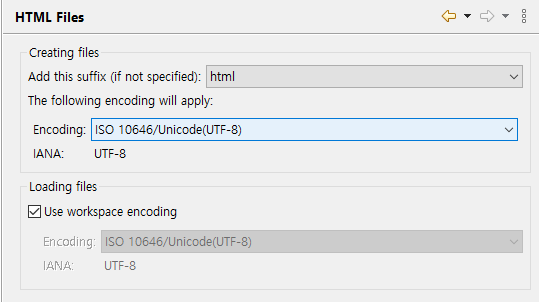 HTML Files
Creating files
Add this suffix (if not specified): html
The following encoding will apply:
Encoding: ISO 10646/Unicode(UTF-8)
IANA: UTF-8
Loading files
Use workspace encoding
Encoding: ISO 10646/Unicode(UTF-8)
IANA: UTF-8